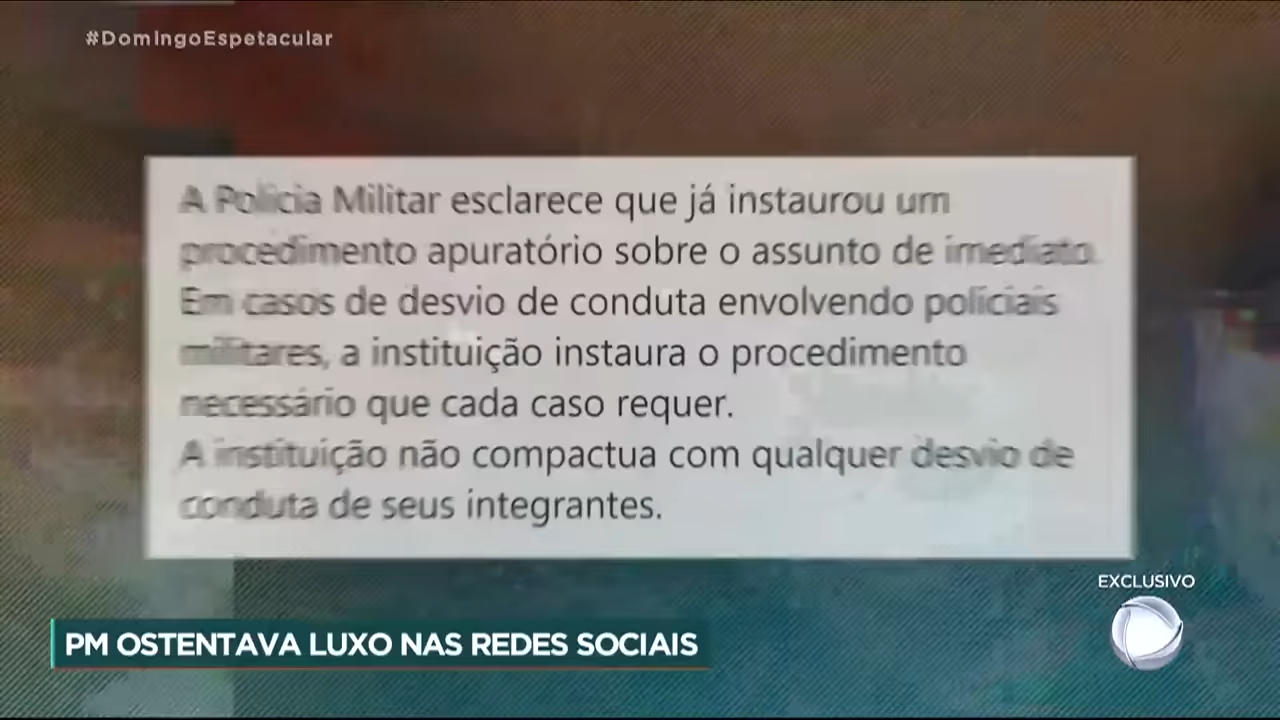 #DomingoEspetacular
A Polícia Militar esclarece que já instaurou um
procedimento apuratório sobre o assunto de imediato.
Em casos de desvio de conduta envolvendo policiais
militares, a instituição instaura o procedimento
necessário que cada caso requer.
A instituição não compactua com qualquer desvio de
conduta de seus integrantes.
EXCLUSIVO
PM OSTENTAVA LUXO NAS REDES SOCIAIS